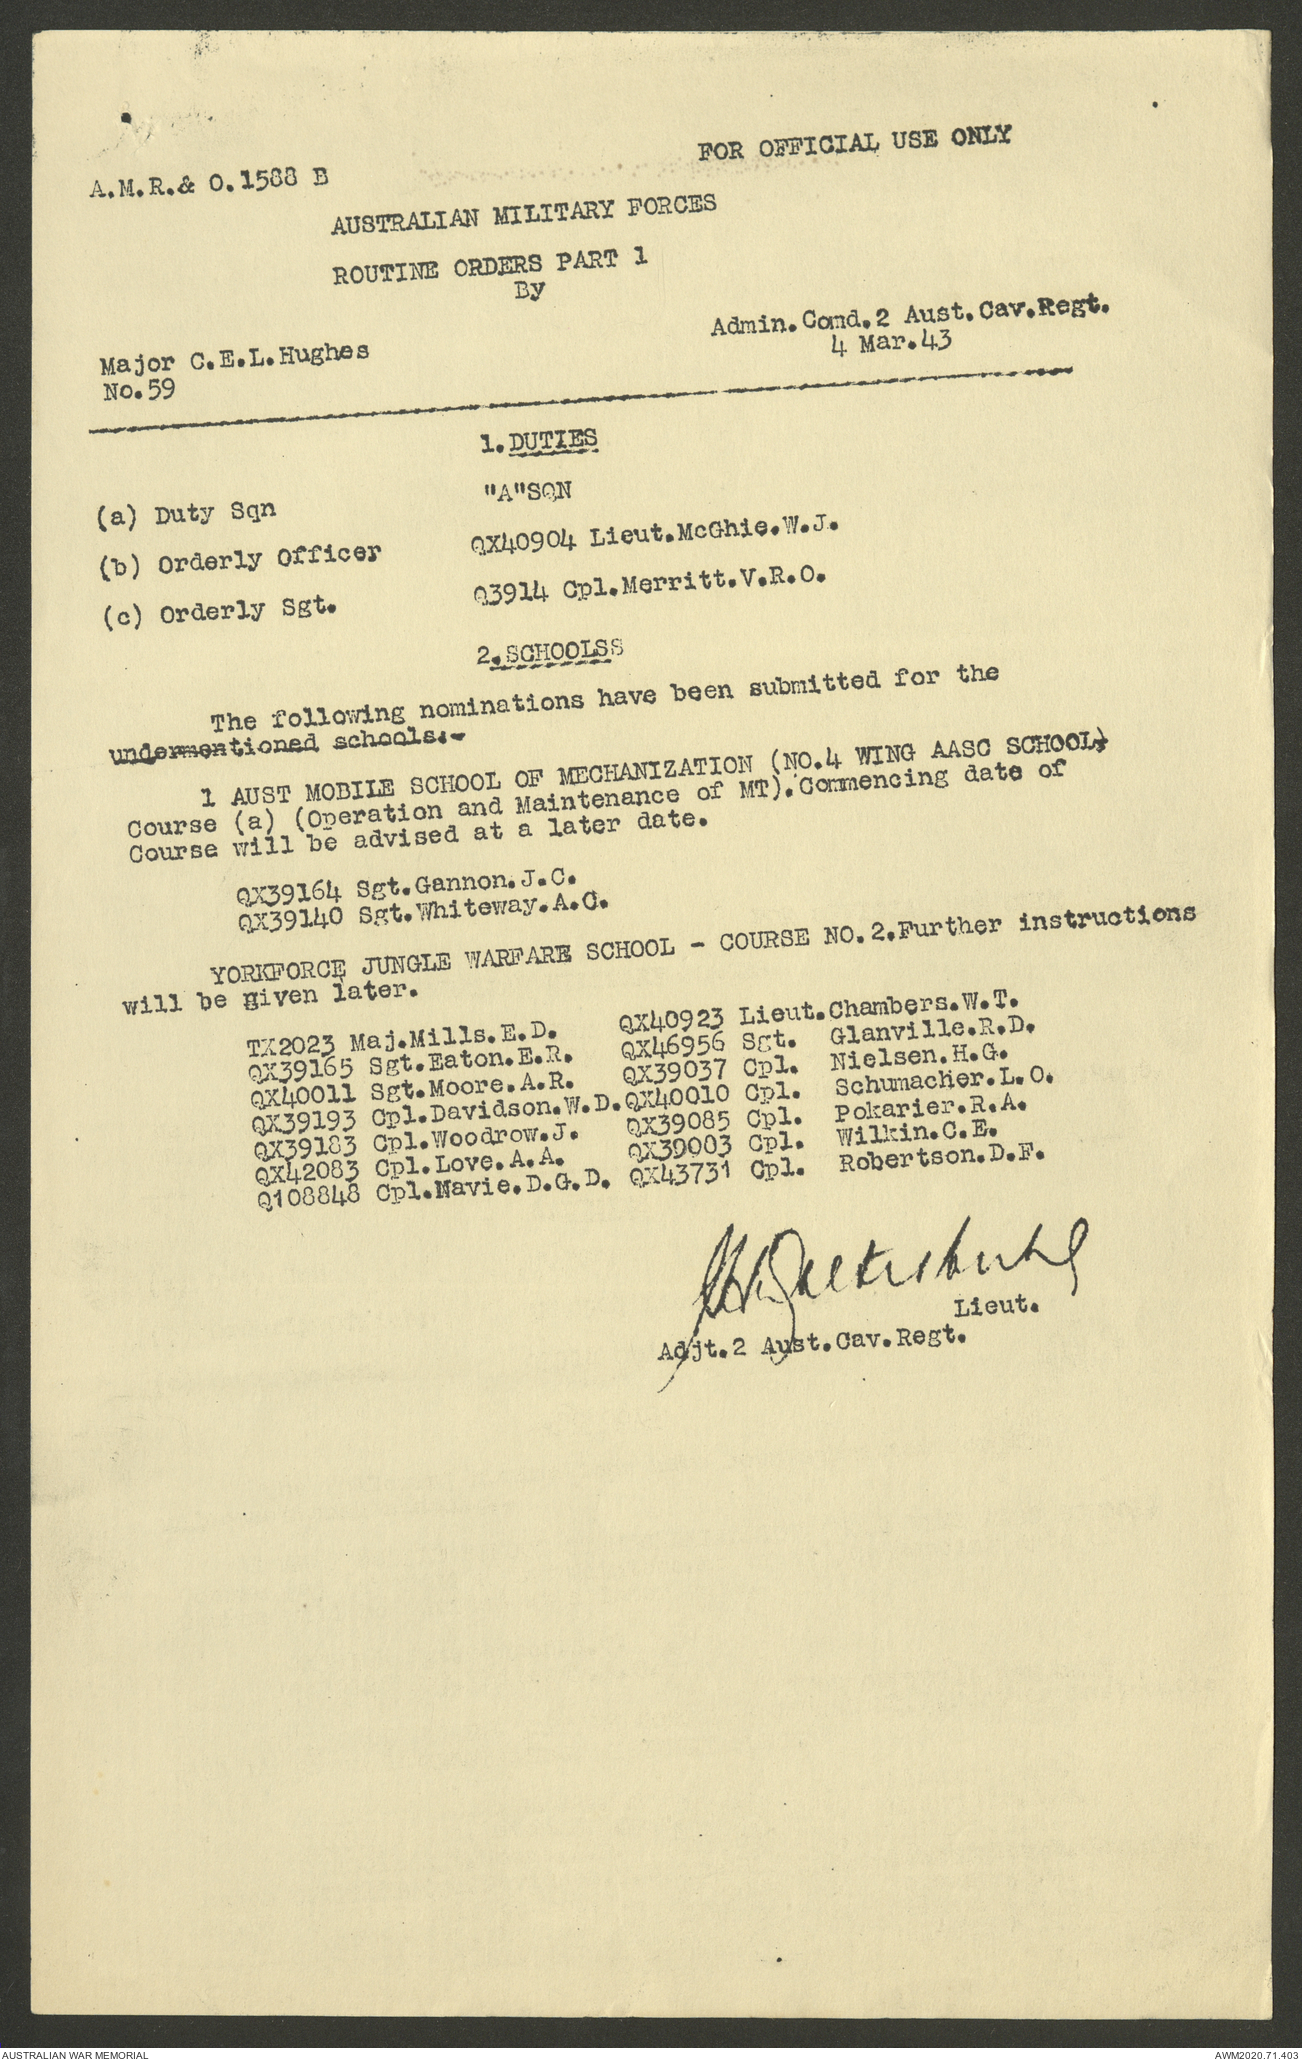 FOR OFFICIAL USE ONLY
A.M.R.& O.1588 B
AUSTRALIAN MILITARY FORCES
ROUTINE ORDERS PART 1
By
Admin.Comd.2 Aust.Cav.Regt.
4 Mar.43
Major C.E.L.Hughes
No.59
1.DUTIES
(a) Duty Sqn "A"SQN
(b) Orderly Officer QX40904 Lieut.McGhie.W.J.
(c) Orderly Sgt. Q3914 Cpl.Merritt.V.R.O.
2.SCHOOLSS
The following nominations have been submitted for the
undermentioned schools:-
1 AUST MOBILE SCHOOL OF MECHANIZATION (NO.4 WING AASC SCHOOL)
Course (a) (Operation and Maintenance of MT).Commencing date of
Course will be advised at a later date.
QX39164 Sgt.Gannon.J.C.
QX39140 Sgt.Whiteway.A.C.
YORKFORCE JUNGLE WARFARE SCHOOL - COURSE NO.2.Further instructions
will be given later.
TX2023 Maj.Mills.E.D. QX40923 Lieut.Chambers.W.T.
QX39165 Sgt.Eaton.E.R. QX46956 Sgt. Glanville.R.D.
QX40011 Sgt.Moore.A.R. QX39037 Cpl. Nielsen.H.G.
QX39193 Cpl.Davidson.W.D. QX40010 Cpl. Schumacher.L.O.
QX39183 Cpl.Woodrow.J. QX39085 Cpl. Pokarier.R.A.
QX42083 Cpl.Love.A.A. QX39003 Cpl. Wilkin.C.E.
Q108848 Cpl.Navie.D.G.D. QX43731 Cpl. Robertson.D.F.
Lieut.
Adjt.2 Aust.Cav.Regt.
AUSTRALIAN WAR MEMORIAL
AWM2020.71.403